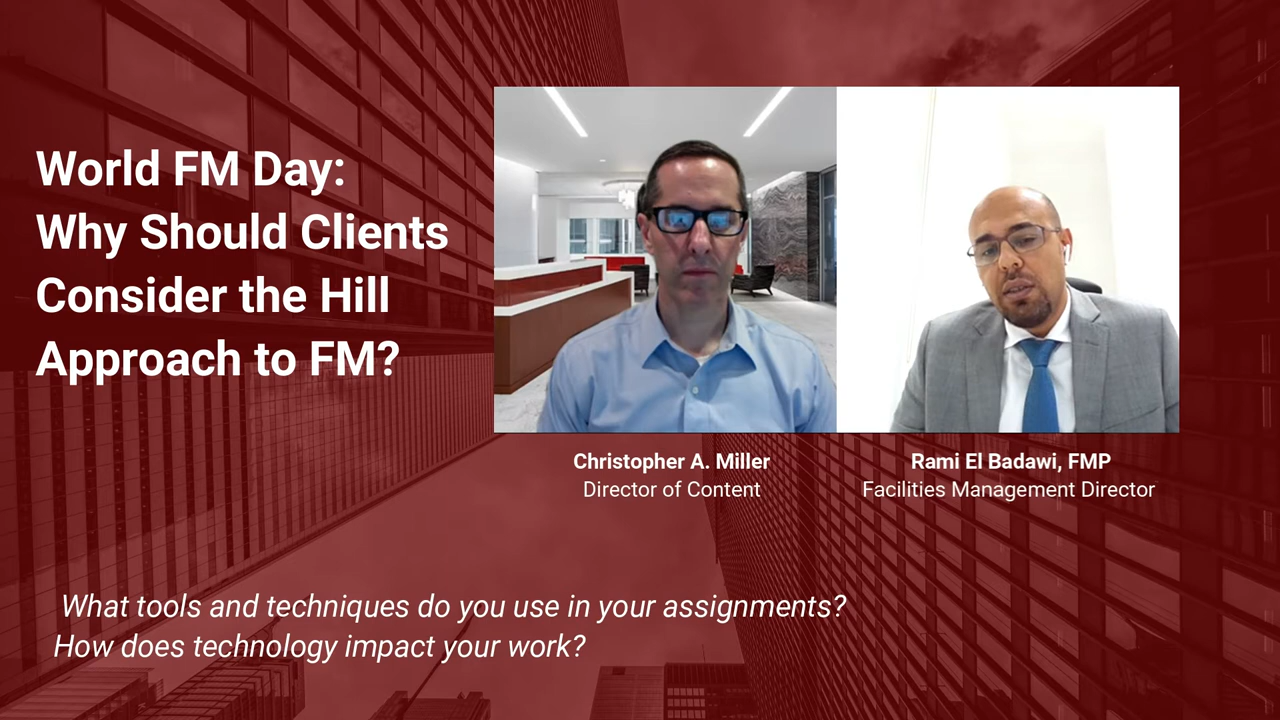 World FM Day:
Why Should Clients
Consider the Hill
Approach to FM?
Christopher A. Miller
Director of Content
Rami El Badawi, FMP
Facilities Management Director
What tools and techniques do you use in your assignments?
How does technology impact your work?